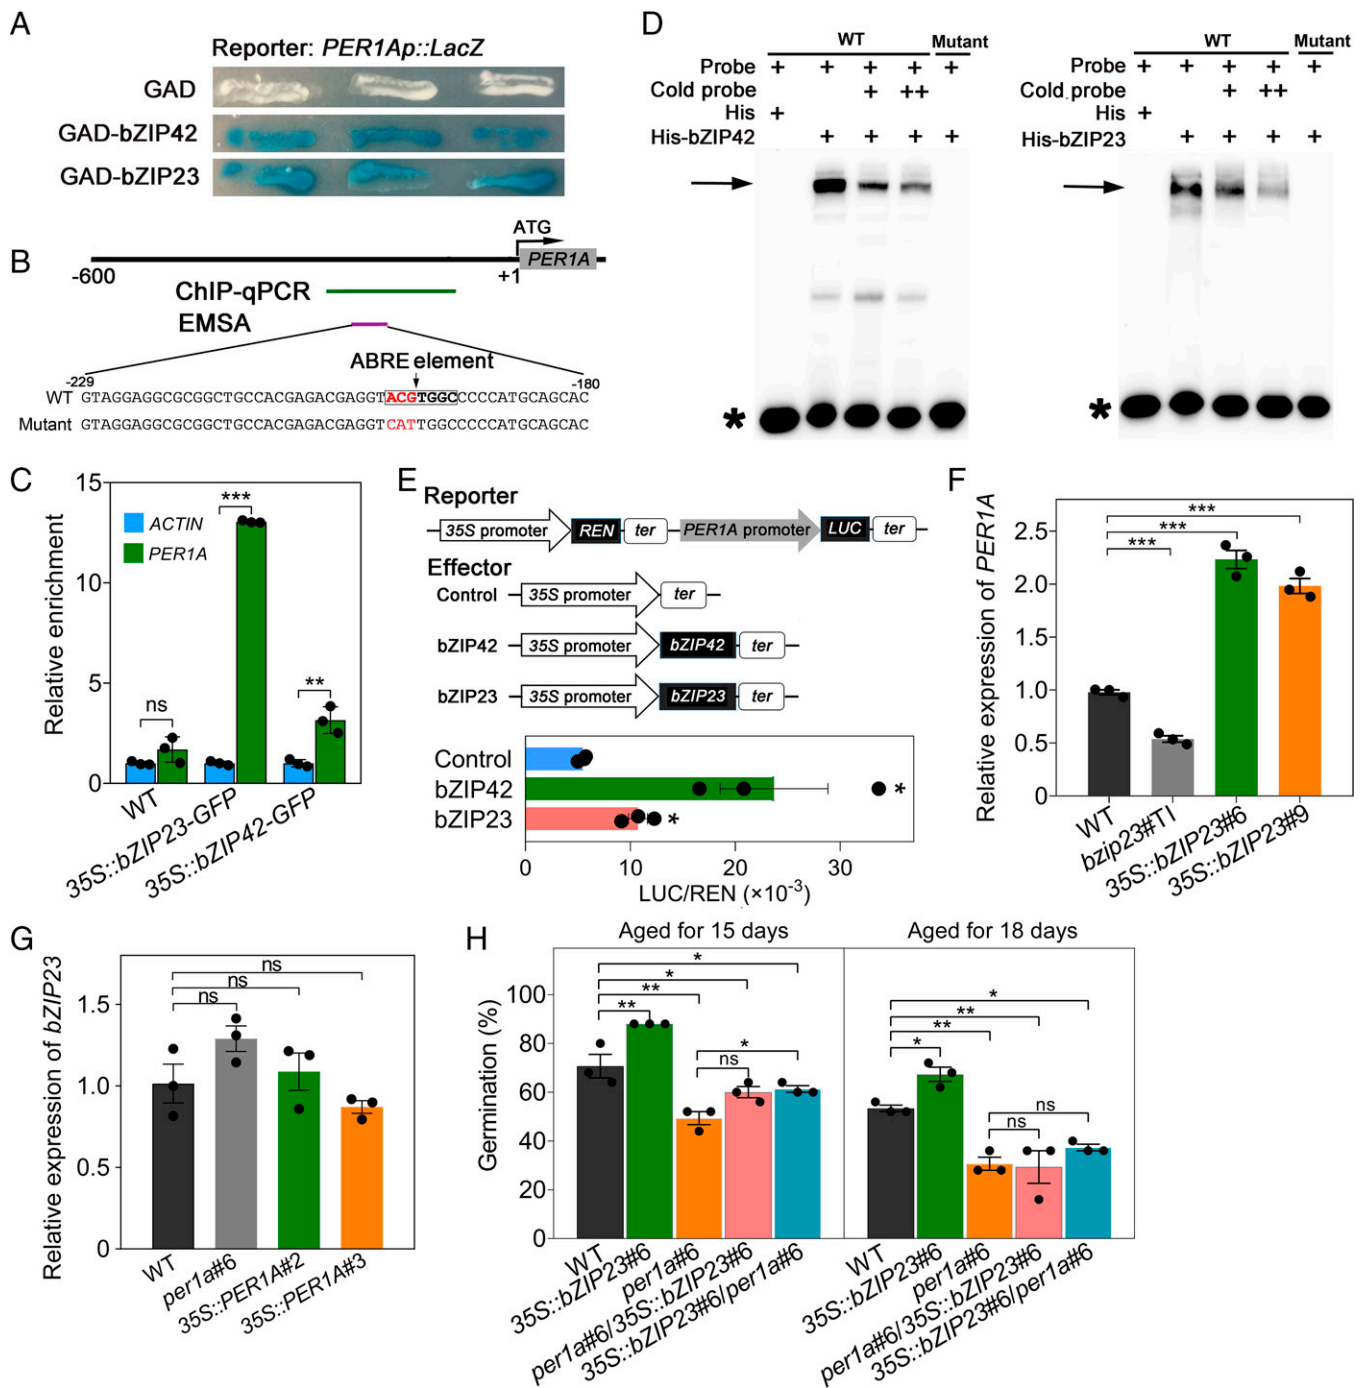 A
Reporter: PER1Ap::LacZ
GAD
GAD-bZIP42
GAD-bZIP23
B
ATG
-600
+1
PER1A
ChIP-qPCR
EMSA
ABRE element
-229
-180
WT GTAGGAGGCGCGGCTGCCACGAGACGAGGTACGTGGCCCCCATGCAGCAC
Mutant GTAGGAGGCGCGGCTGCCACGAGACGAGGTCATTGGCCCCCATGCAGCAC
C
Relative enrichment
15
10
5
0
ACTIN
PER1A
ns
***
**
WT
35S::bZIP23-GFP
35S::bZIP42-GFP
D
WT Mutant
Probe + + + + +
Cold probe + ++
His +
His-bZIP42 + + + +
*
WT Mutant
Probe + + + + +
Cold probe + ++
His +
His-bZIP23 + + + +
*
E
Reporter
35S promoter REN ter PER1A promoter LUC ter
Effector
Control 35S promoter ter
bZIP42 35S promoter bZIP42 ter
bZIP23 35S promoter bZIP23 ter
Control
bZIP42 *
bZIP23 *
0 10 20 30
LUC/REN (×10-3)
F
Relative expression of PER1A
2.5
2.0
1.5
1.0
0.5
0
***
***
***
WT
bzip23#TI
35S::bZIP23#6
35S::bZIP23#9
G
Relative expression of bZIP23
1.5
1.0
0.5
0
ns
ns
ns
WT
per1a#6
35S::PER1A#2
35S::PER1A#3
H
Aged for 15 days
Aged for 18 days
Germination (%)
100
80
60
40
20
0
*
*
**
**
*
ns
*
**
**
*
ns
ns
WT
35S::bZIP23#6
per1a#6
per1a#6/35S::bZIP23#6
35S::bZIP23#6/per1a#6
WT
35S::bZIP23#6
per1a#6
per1a#6/35S::bZIP23#6
35S::bZIP23#6/per1a#6